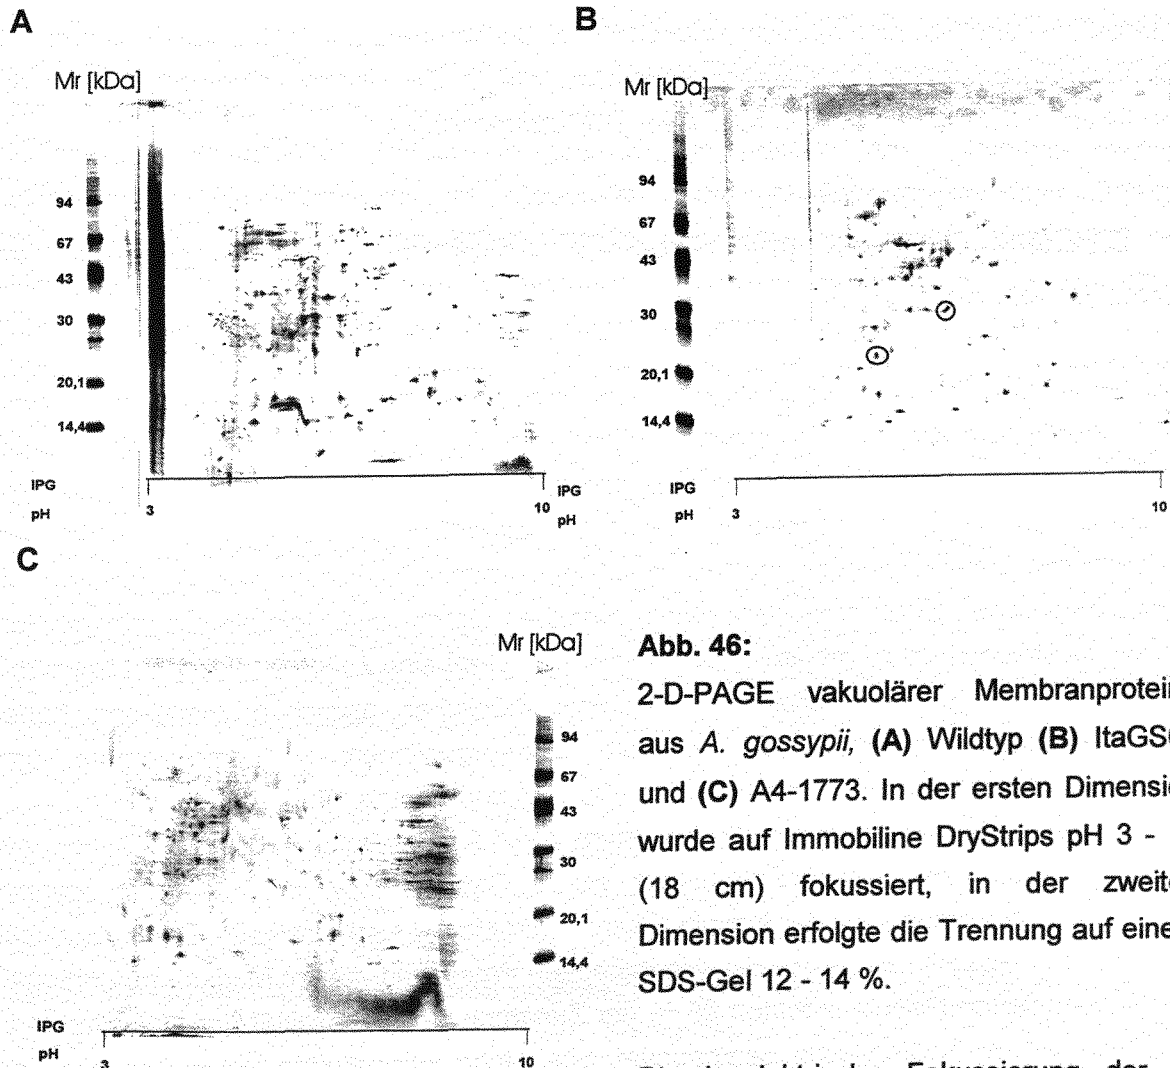 A
Mr [kDa]
94
67
43
30
20,1
14,4
IPG
pH
3
10
IPG
pH
B
Mr [kDa]
94
67
43
30
20,1
14,4
IPG
pH
3
10
C
Mr [kDa]
94
67
43
30
20,1
14,4
IPG
pH
3
10
Abb. 46:
2-D-PAGE vakuolärer Membranprotein
aus A. gossypii, (A) Wildtyp (B) ItaGS
und (C) A4-1773. In der ersten Dimensi
wurde auf Immobiline DryStrips pH 3 -
(18 cm) fokussiert, in der zweit
Dimension erfolgte die Trennung auf eine
SDS-Gel 12 - 14 %.
Fokussierung der